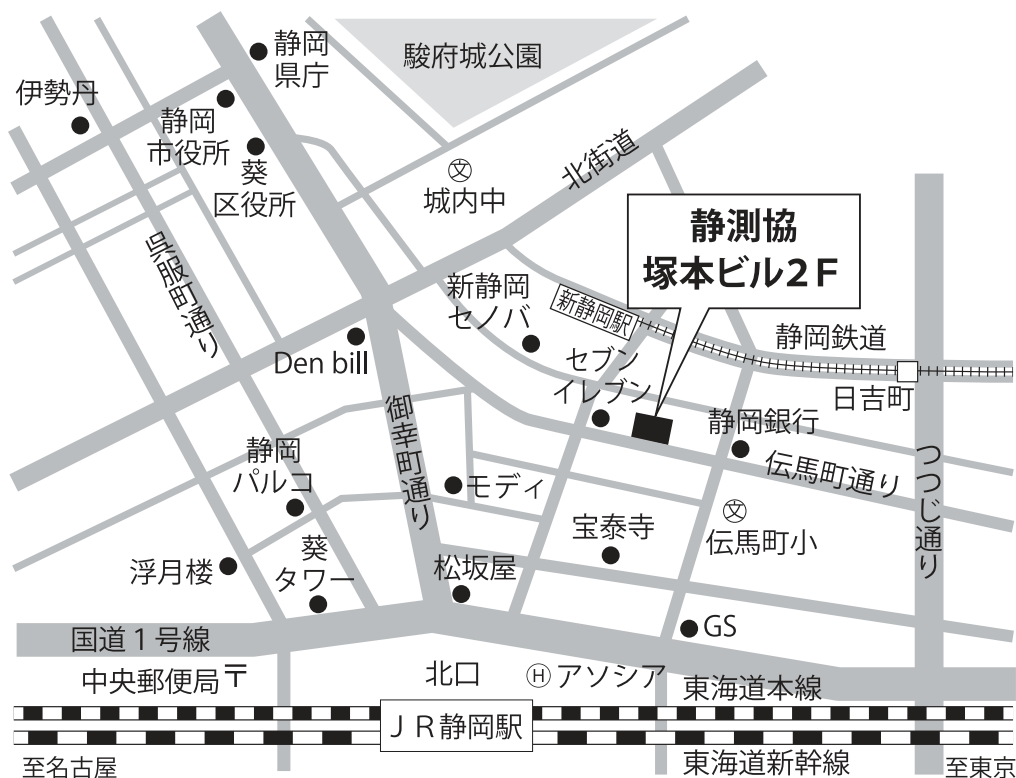 静岡
県庁
駿府城公園
伊勢丹
静岡
市役所
葵
区役所
文
城内中
北街道
静測協
塚本ビル2F
呉服町通り
新静岡
セノバ
新静岡駅
静岡鉄道
Den bill
セブン
イレブン
日吉町
御幸町通り
静岡銀行
伝馬町通り
つつじ通り
静岡
パルコ
モディ
文
伝馬町小
宝泰寺
葵
タワー
浮月楼
松坂屋
GS
国道1号線
中央郵便局〒
北口
Ⓗアソシア
東海道本線
JR静岡駅
至名古屋
東海道新幹線
至東京